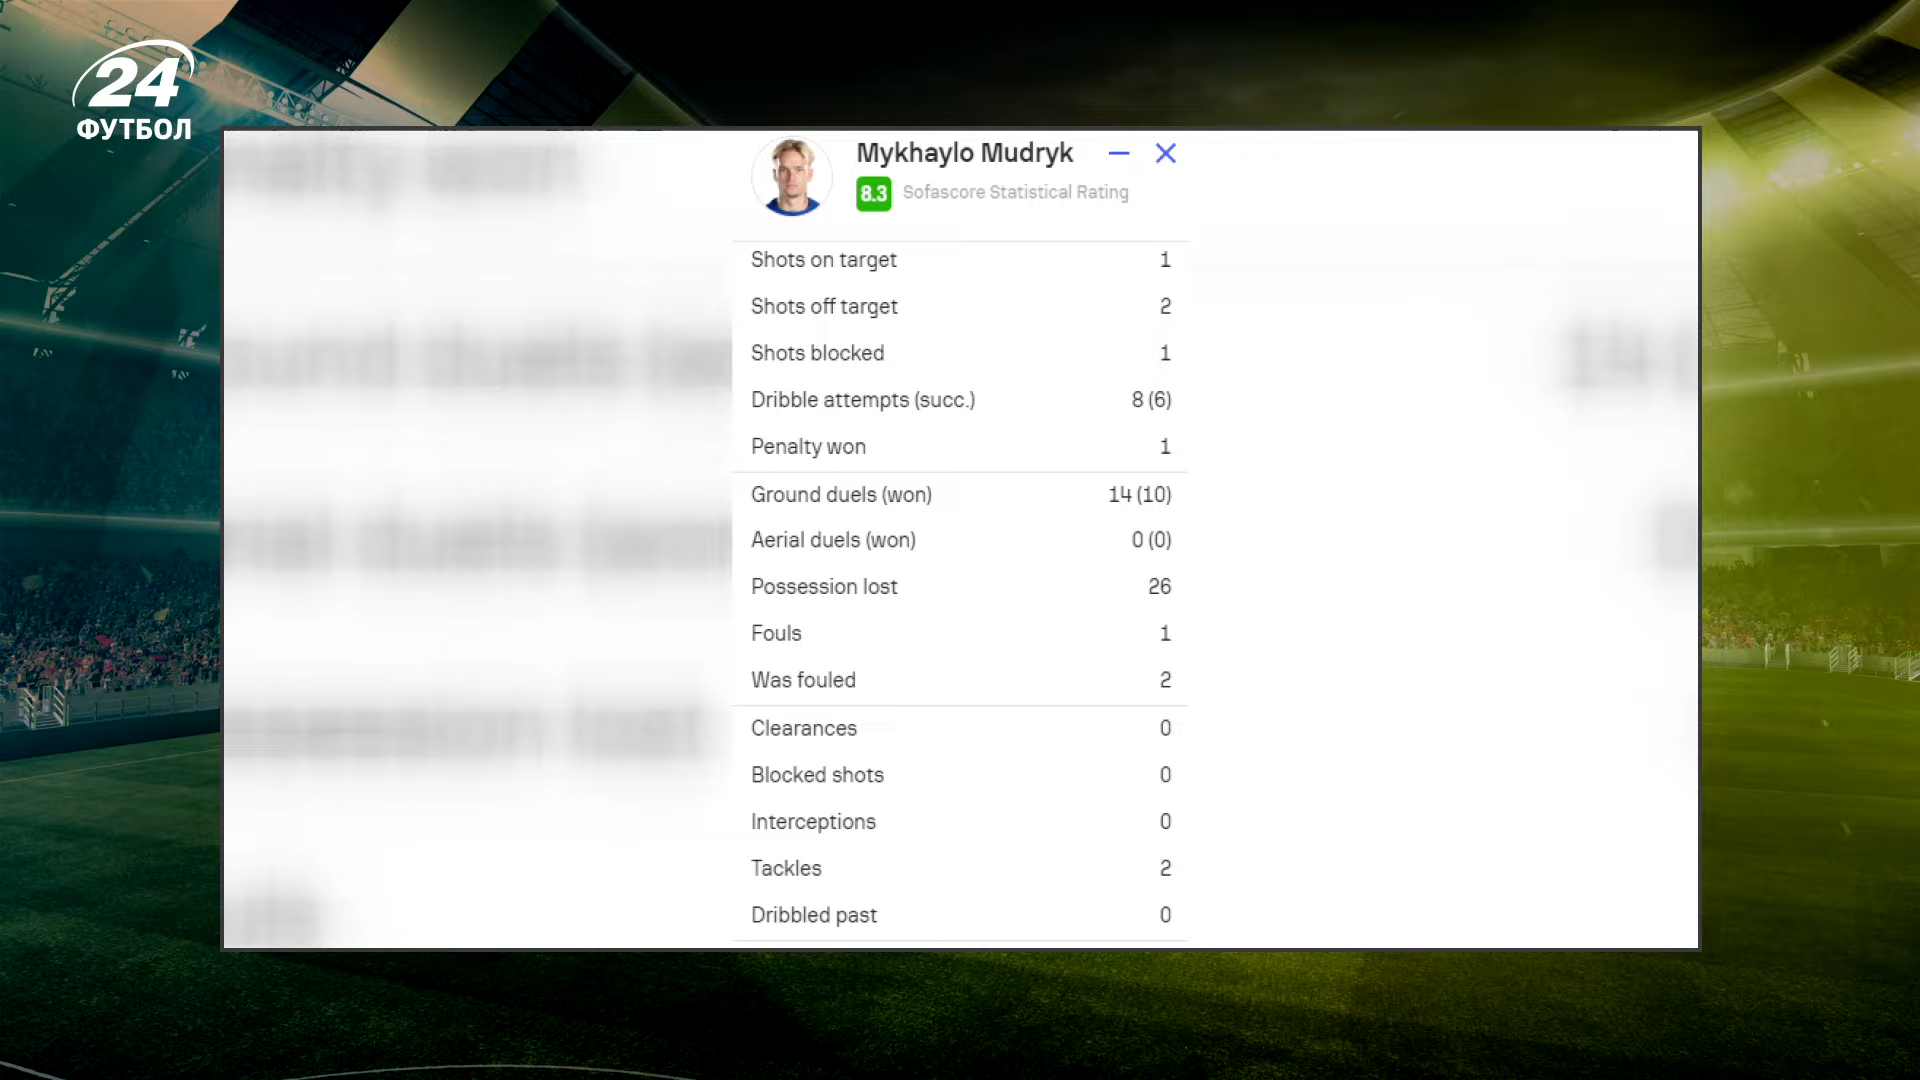 24
ФУТБОЛ
Mykhaylo Mudryk
8.3 Sofascore Statistical Rating
Shots on target 1
Shots off target 2
Shots blocked 1
Dribble attempts (succ.) 8 (6)
Penalty won 1
Ground duels (won) 14 (10)
Aerial duels (won) 0 (0)
Possession lost 26
Fouls 1
Was fouled 2
Clearances 0
Blocked shots 0
Interceptions 0
Tackles 2
Dribbled past 0